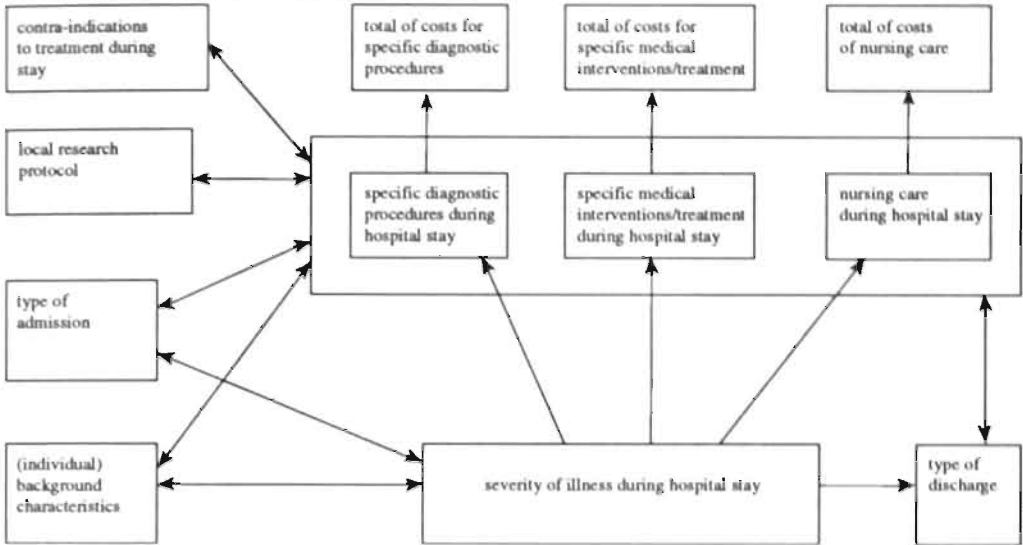 contra-indications
to treatment during
stay
total of costs for
specific diagnostic
procedures
total of costs for
specific medical
interventions/treatment
total of costs
of nursing care
local research
protocol
specific diagnostic
procedures during
hospital stay
specific medical
interventions/treatment
during hospital stay
nursing care
during hospital stay
type of
admission
(individual)
background
characteristics
severity of illness during hospital stay
type of
discharge